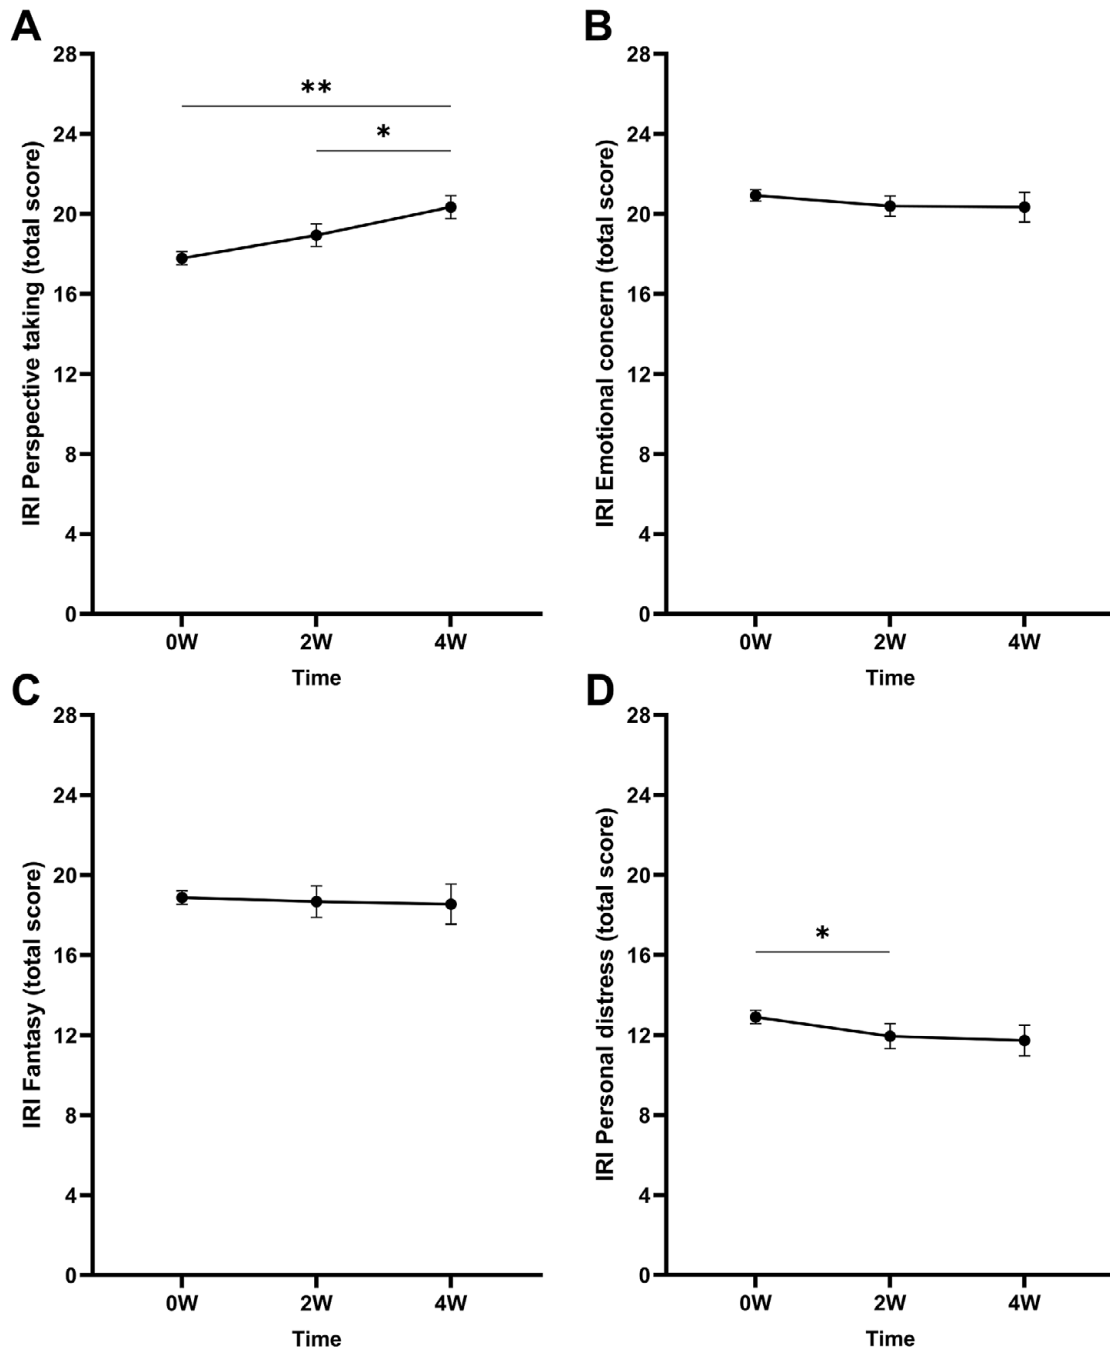 A
IRI Perspective taking (total score)
28
24
20
16
12
8
4
0
**
*
0W 2W 4W
Time
B
IRI Emotional concern (total score)
28
24
20
16
12
8
4
0
0W 2W 4W
Time
C
IRI Fantasy (total score)
28
24
20
16
12
8
4
0
0W 2W 4W
Time
D
IRI Personal distress (total score)
28
24
20
16
12
8
4
0
*
0W 2W 4W
Time